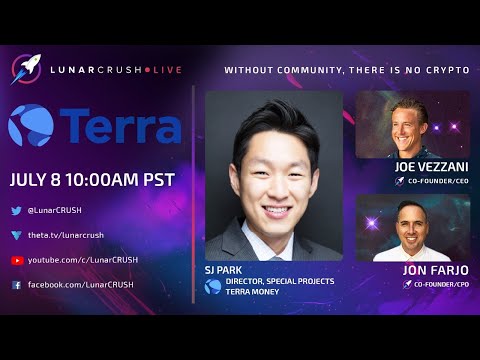 LUNARCRUSH LIVE
WITHOUT COMMUNITY, THERE IS NO CRYPTO
Terra
JULY 8 10:00AM PST
@LunarCRUSH
theta.tv/lunarcrush
youtube.com/c/LunarCRUSH
facebook.com/LunarCRUSH
SJ PARK
DIRECTOR, SPECIAL PROJECTS
TERRA MONEY
JOE VEZZANI
CO-FOUNDER/CEO
JON FARJO
CO-FOUNDER/CPO